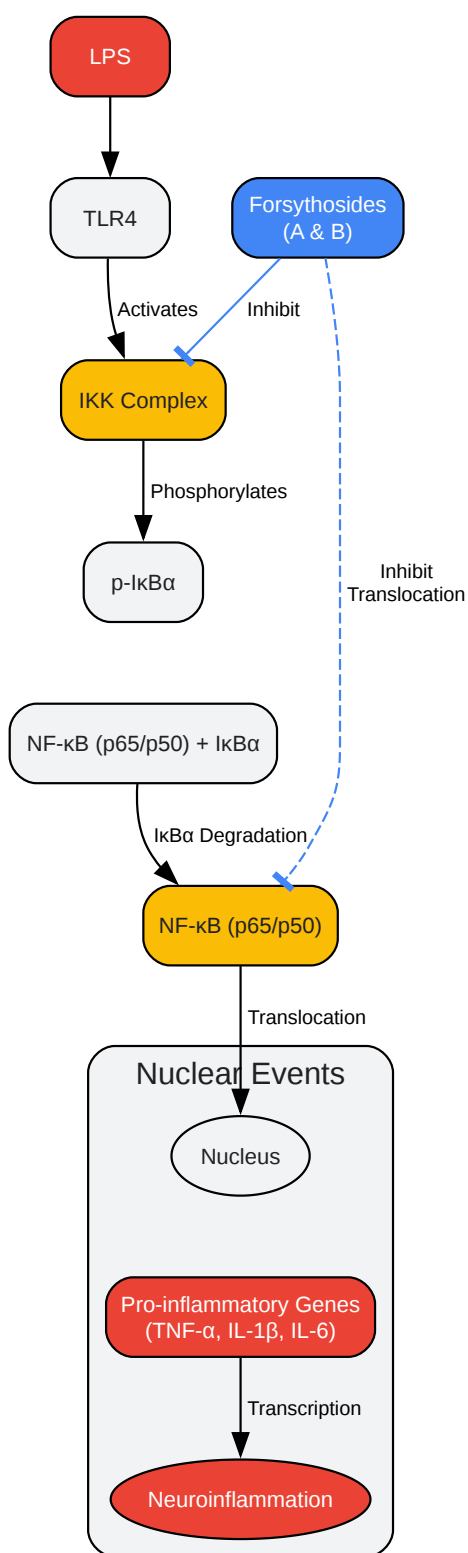 LPS
TLR4
Forsythosides
(A & B)
Activates
Inhibit
IKK Complex
Phosphorylates
p-IκBα
Inhibit
Translocation
NF-κB (p65/p50) + IκBα
IκBα Degradation
NF-κB (p65/p50)
Translocation
Nuclear Events
Nucleus
Pro-inflammatory Genes
(TNF-α, IL-1β, IL-6)
Transcription
Neuroinflammation